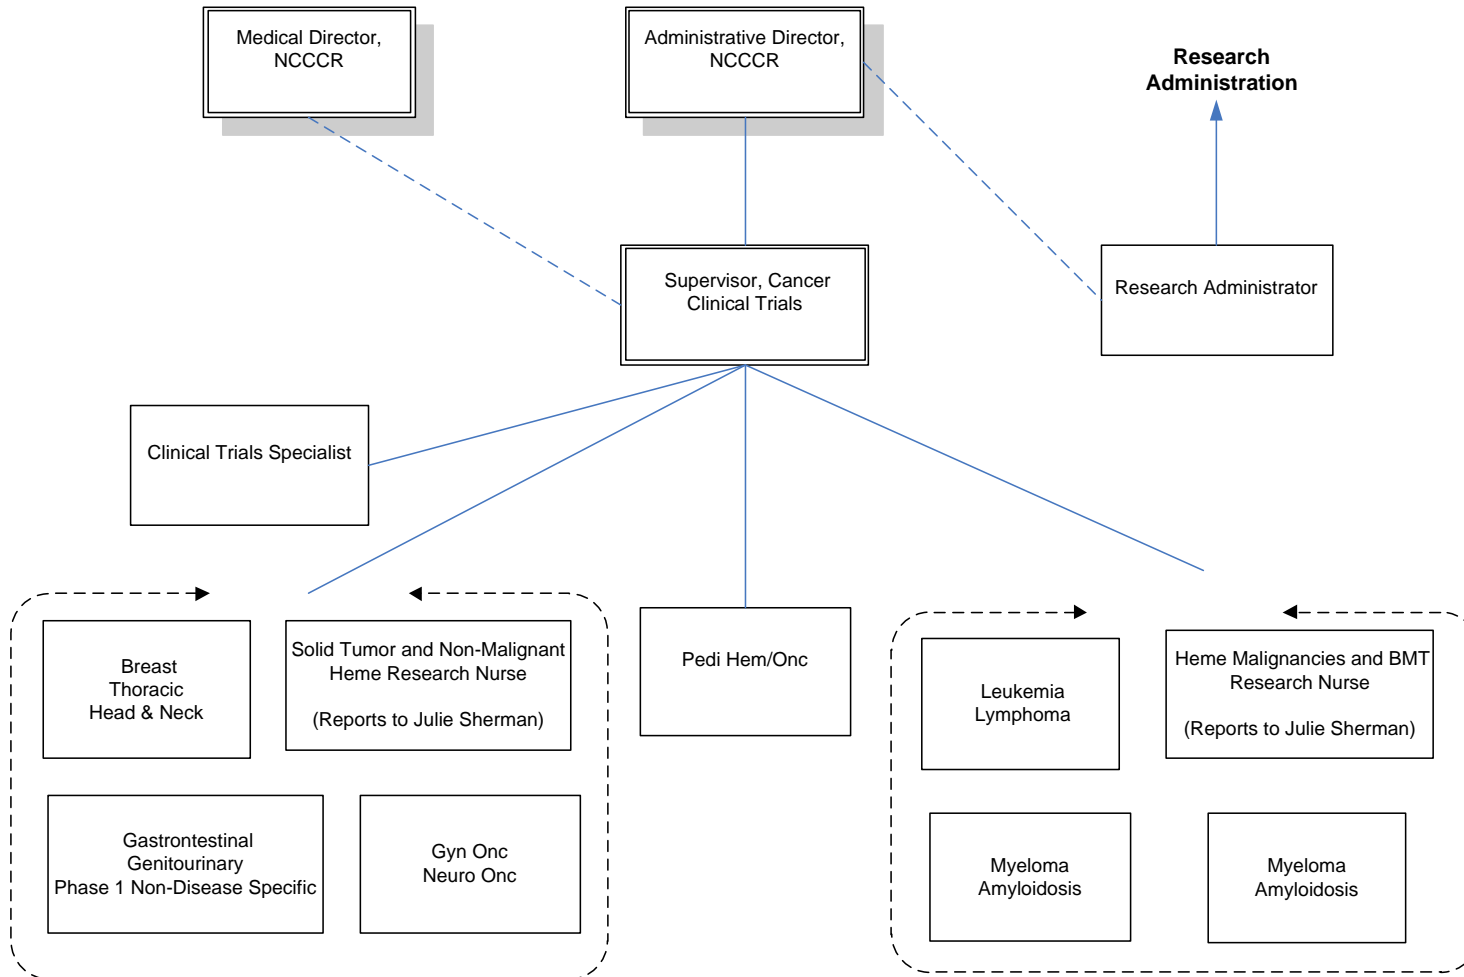 Medical Director,
NCCCR
Administrative Director,
NCCCR
Research
Administration
Supervisor, Cancer
Clinical Trials
Research Administrator
Clinical Trials Specialist
Breast
Thoracic
Head & Neck
Solid Tumor and Non-Malignant
Heme Research Nurse
(Reports to Julie Sherman)
Pedi Hem/Onc
Leukemia
Lymphoma
Heme Malignancies and BMT
Research Nurse
(Reports to Julie Sherman)
Gastrontestinal
Genitourinary
Phase 1 Non-Disease Specific
Gyn Onc
Neuro Onc
Myeloma
Amyloidosis
Myeloma
Amyloidosis